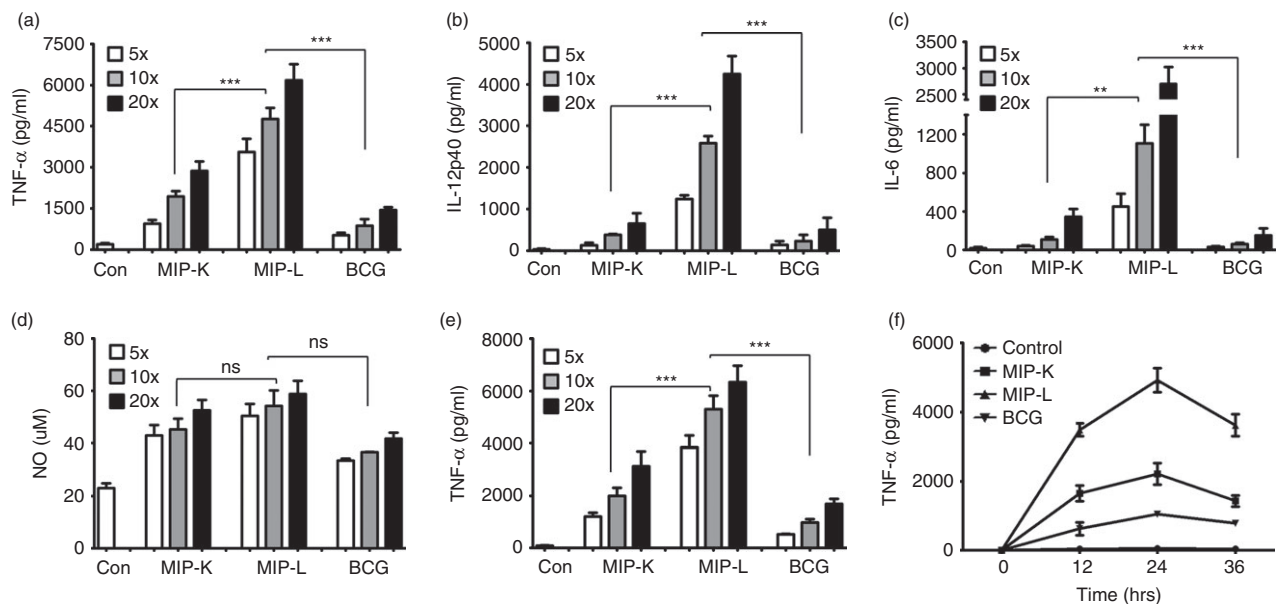 (a)
7500
6000
4500
3000
1500
0
TNF-α (pg/ml)
5x
10x
20x
***
***
Con MIP-K MIP-L BCG
(b)
5000
4000
3000
2000
1000
0
IL-12p40 (pg/ml)
5x
10x
20x
***
***
Con MIP-K MIP-L BCG
(c)
3500
3000
2500
1200
800
400
0
IL-6 (pg/ml)
5x
10x
20x
**
***
Con MIP-K MIP-L BCG
(d)
80
60
40
20
0
NO (uM)
5x
10x
20x
ns
ns
Con MIP-K MIP-L BCG
(e)
8000
6000
4000
2000
0
TNF-α (pg/ml)
5x
10x
20x
***
***
Con MIP-K MIP-L BCG
(f)
6000
4000
2000
0
TNF-α (pg/ml)
Control
MIP-K
MIP-L
BCG
0 12 24 36
Time (hrs)